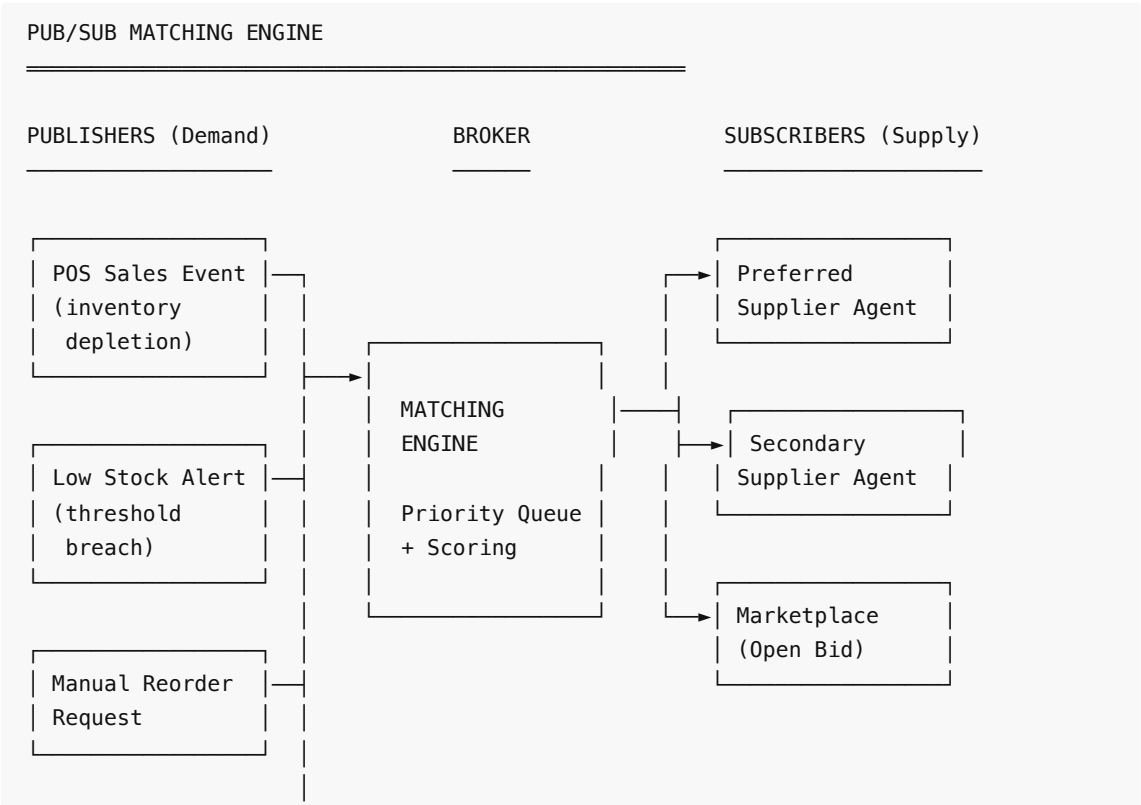 PUB/SUB MATCHING ENGINE
PUBLISHERS (Demand)
BROKER
SUBSCRIBERS (Supply)
POS Sales Event
(inventory
depletion)
Low Stock Alert
(threshold
breach)
Manual Reorder
Request
MATCHING
ENGINE
Priority Queue
+ Scoring
Preferred
Supplier Agent
Secondary
Supplier Agent
Marketplace
(Open Bid)